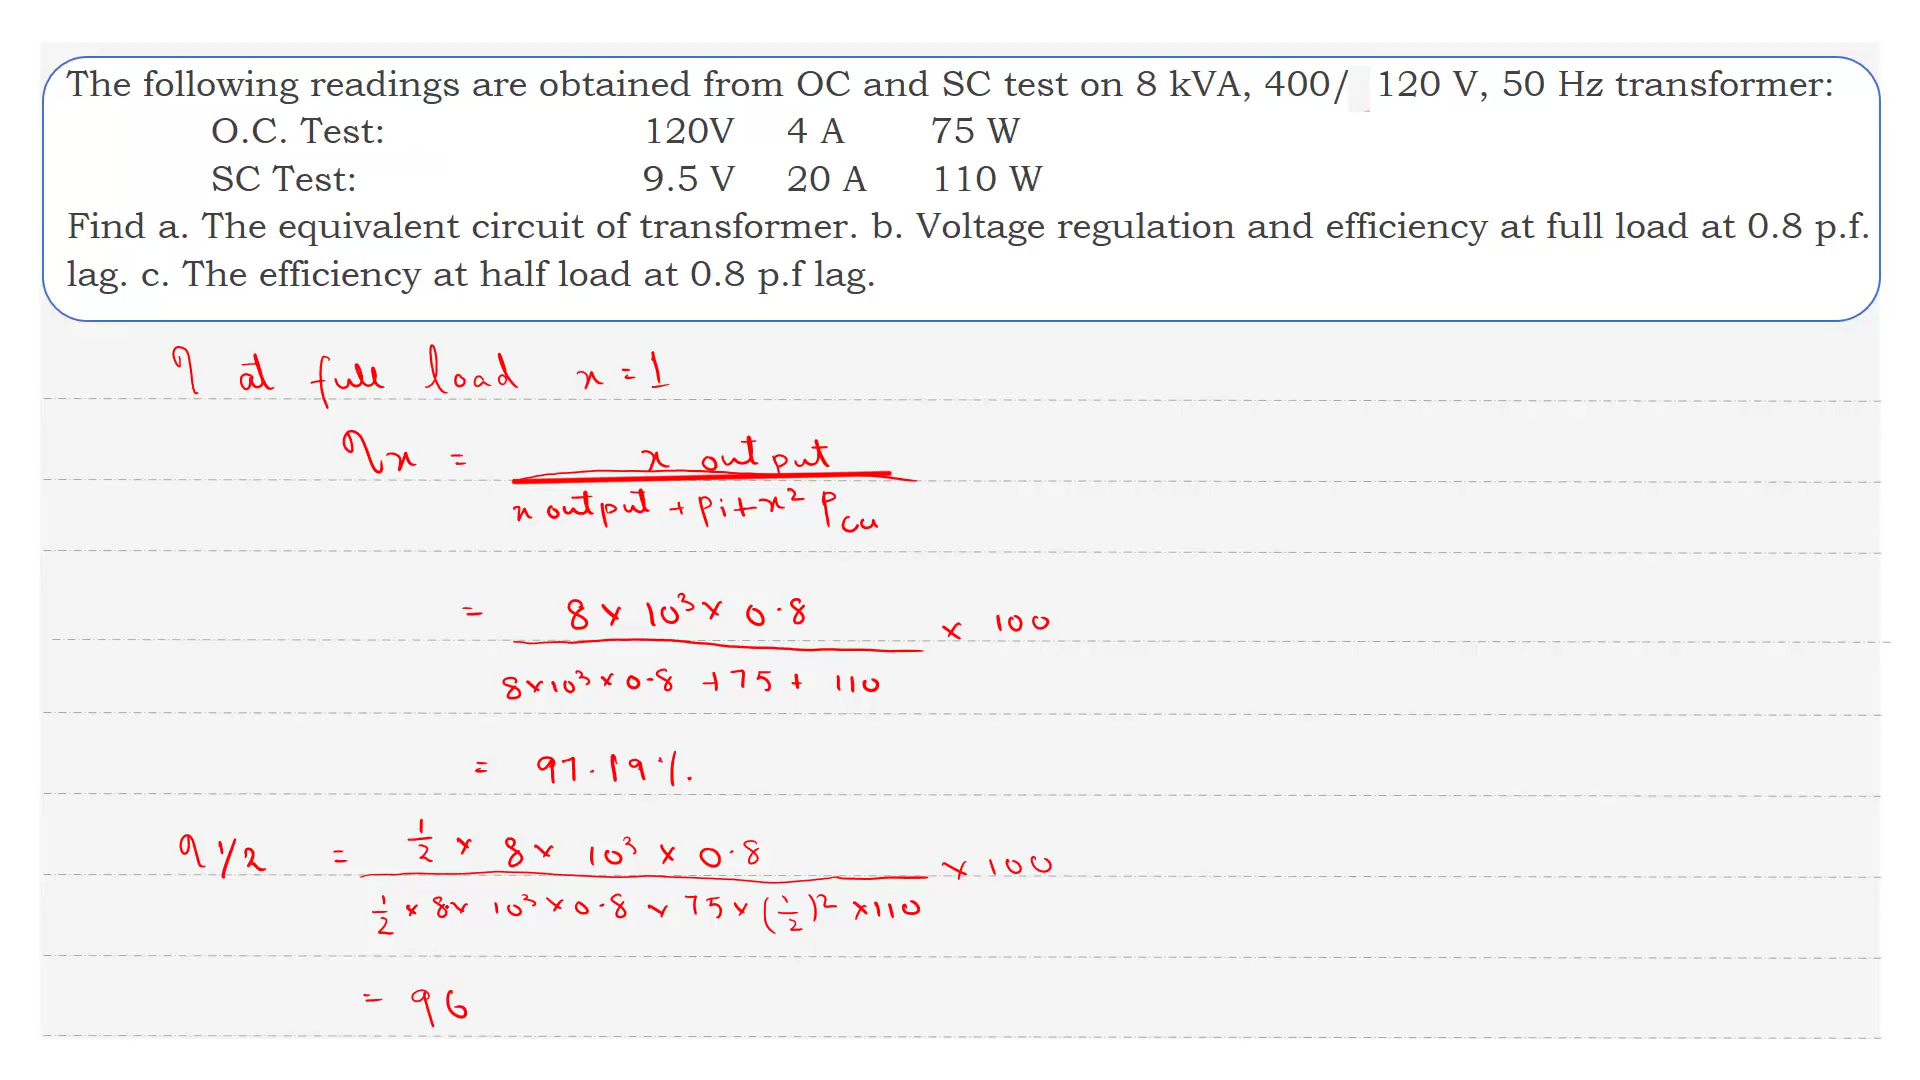 The following readings are obtained from OC and SC test on 8 kVA, 400/ 120 V, 50 Hz transformer:
O.C. Test: 120V 4 A 75 W
SC Test: 9.5 V 20 A 110 W
Find a. The equivalent circuit of transformer. b. Voltage regulation and efficiency at full load at 0.8 p.f.
lag. c. The efficiency at half load at 0.8 p.f lag.
η at full load x = 1
ηx = x output
x output + Pi + x² Pcu
= 8 × 10³ × 0.8 × 100
8×10³×0.8 +75 + 110
= 97.19%.
η 1/2 = 1/2 × 8× 10³ × 0.8 × 100
1/2 × 8× 10³×0.8 × 75 × (1/2)² ×110
= 96